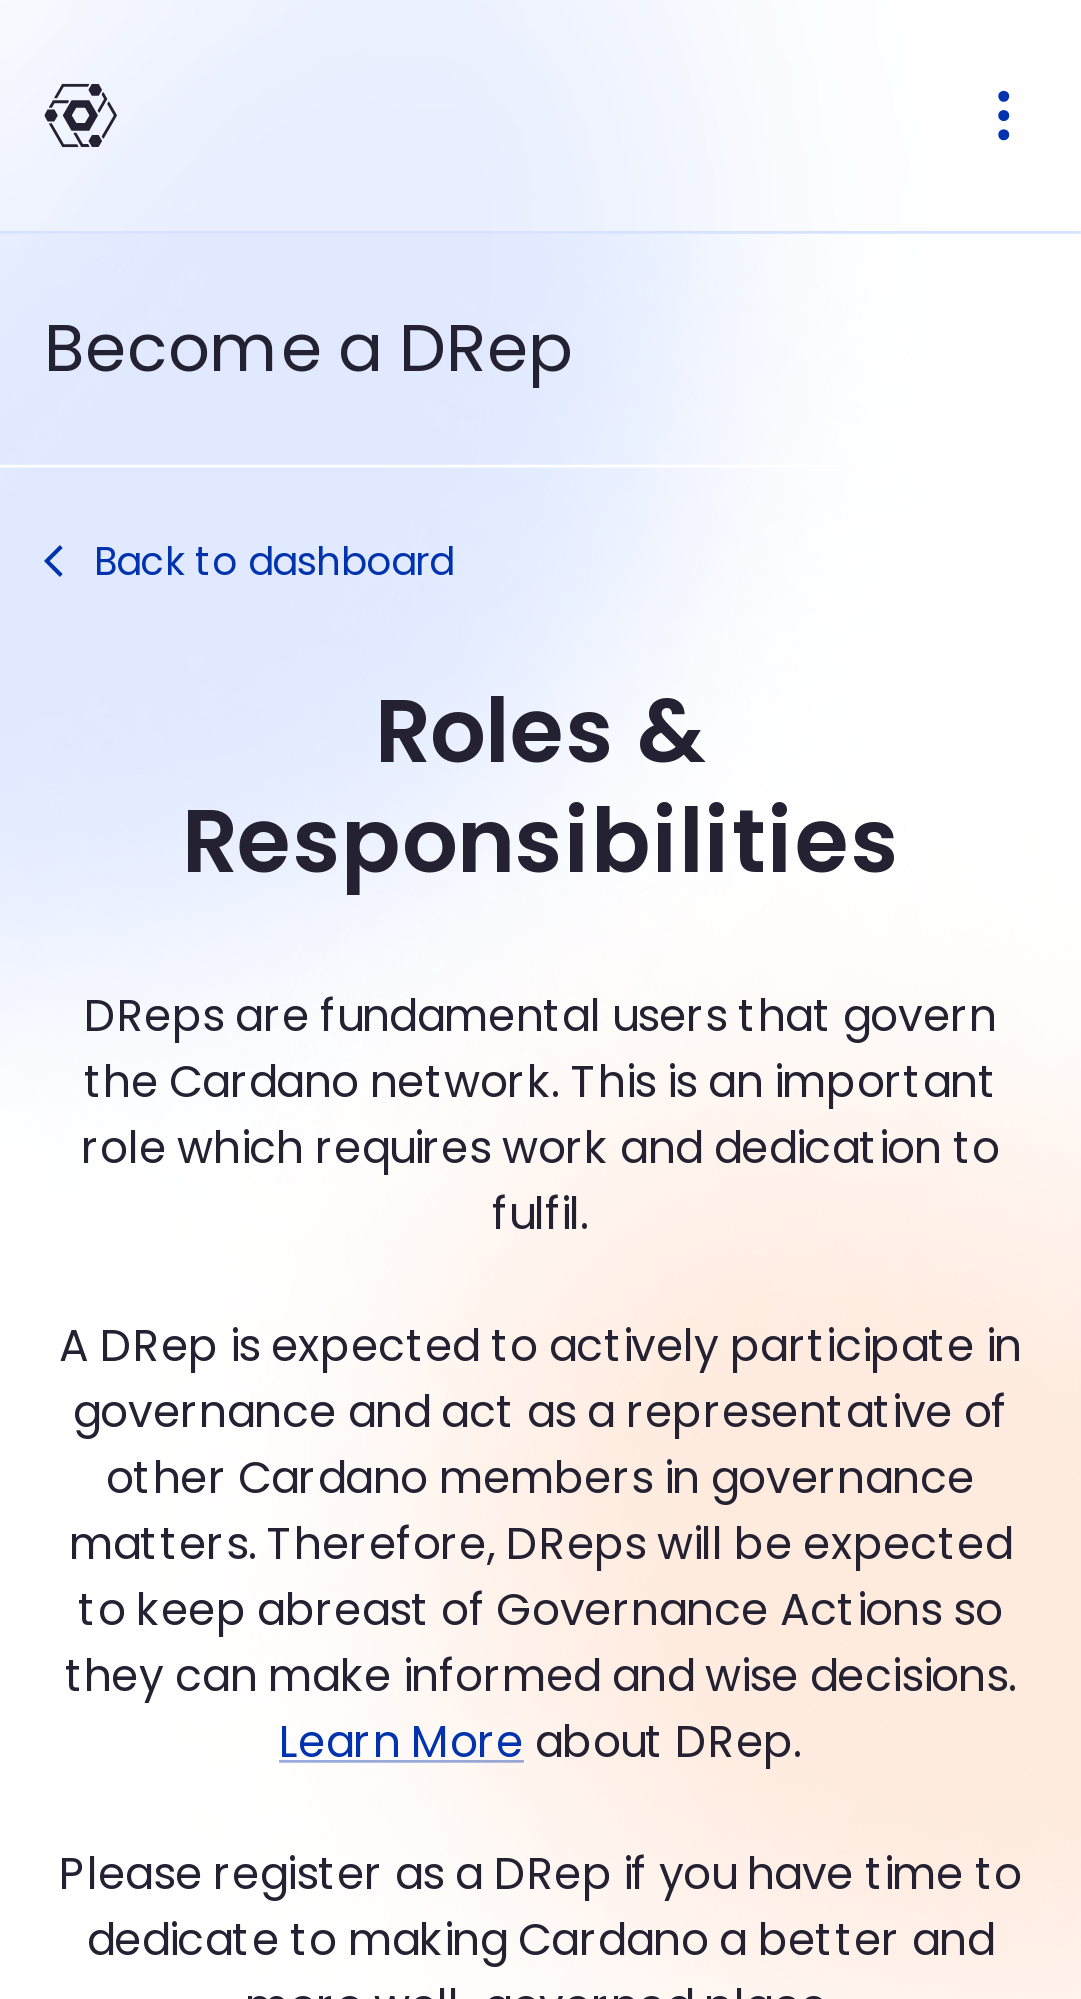 Become a DRep
Back to dashboard
Roles &
Responsibilities
DReps are fundamental users that govern
the Cardano network. This is an important
role which requires work and dedication to
fulfil.
A DRep is expected to actively participate in
governance and act as a representative of
other Cardano members in governance
matters. Therefore, DReps will be expected
to keep abreast of Governance Actions so
they can make informed and wise decisions.
Learn More about DRep.
Please register as a DRep if you have time to
dedicate to making Cardano a better and
more well-governed place